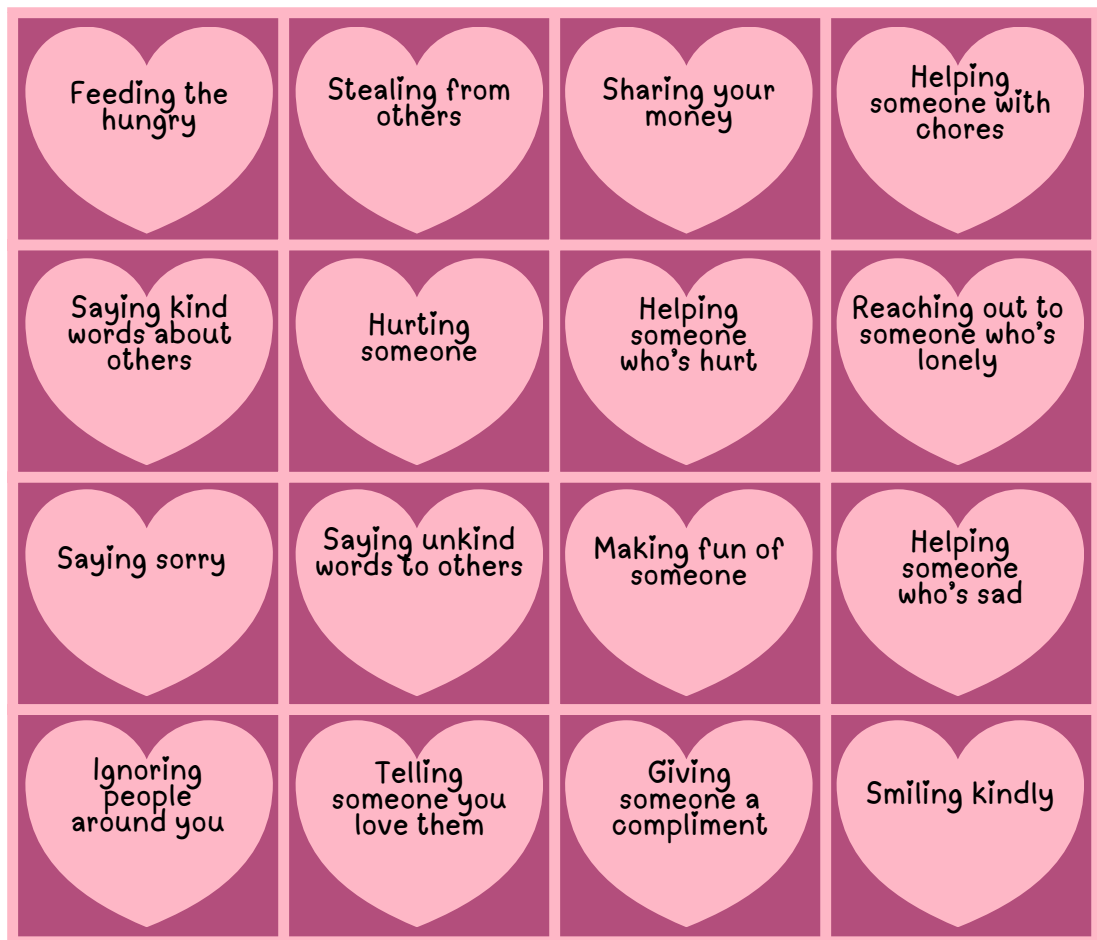 Feeding the
hungry
Stealing from
others
Sharing your
money
Helping
someone with
chores
Saying kind
words about
others
Hurting
someone
Helping
someone
who's hurt
Reaching out to
someone who's
lonely
Saying sorry
Saying unkind
words to others
Making fun of
someone
Helping
someone
who's sad
Ignoring
people
around you
Telling
someone you
love them
Giving
someone a
compliment
Smiling kindly